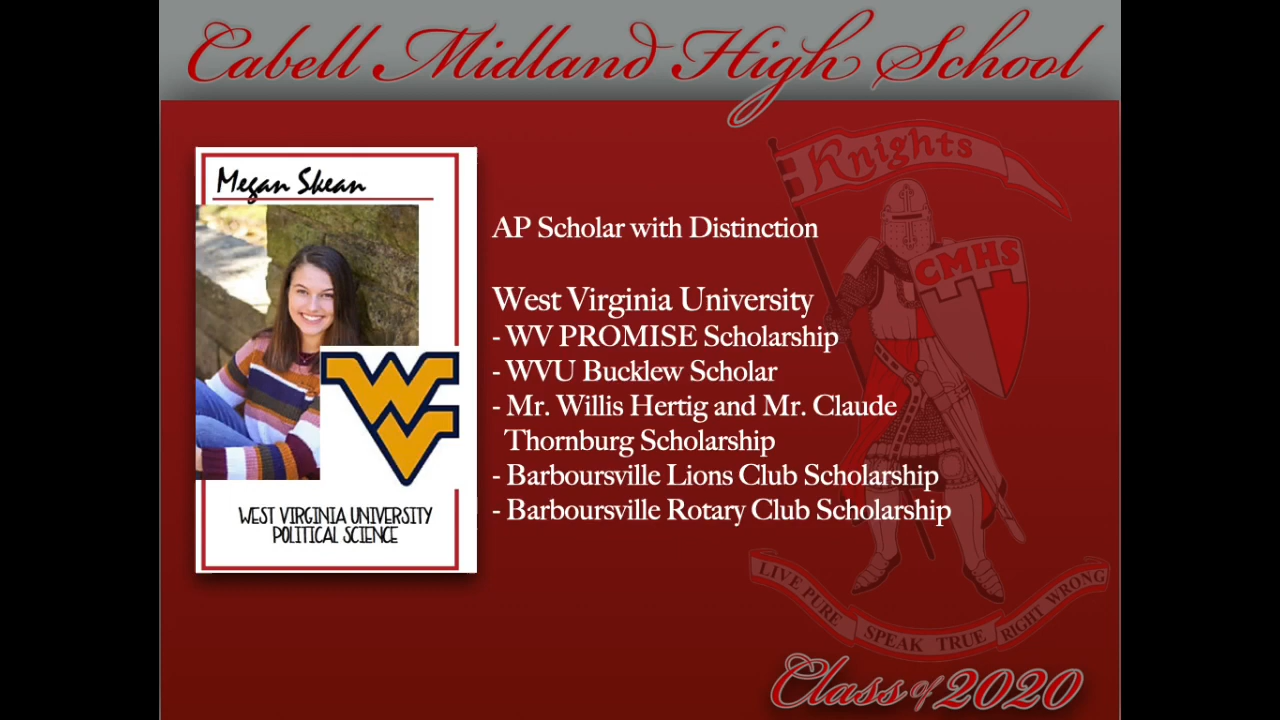 Cabell Midland High School
Megan Skean
AP Scholar with Distinction
West Virginia University
- WV PROMISE Scholarship
- WVU Bucklew Scholar
- Mr. Willis Hertig and Mr. Claude
Thornburg Scholarship
- Barboursville Lions Club Scholarship
- Barboursville Rotary Club Scholarship
WV
WEST VIRGINIA UNIVERSITY
POLITICAL SCIENCE
Knights
CMHS
LIVE PURE SPEAK TRUE RIGHT WRONG
Class of 2020